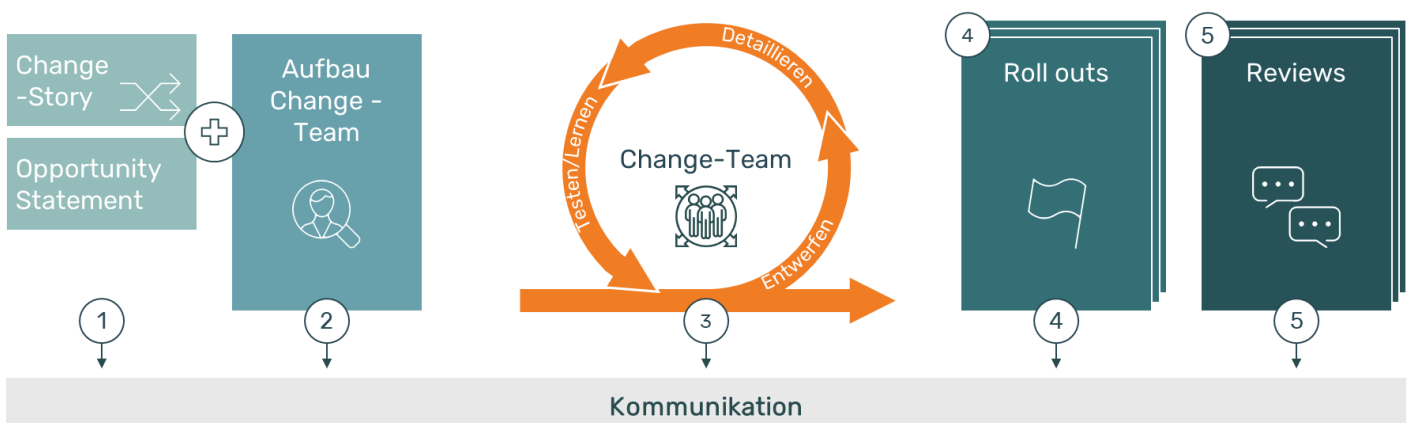 Change
-Story
Opportunity
Statement
Aufbau
Change -
Team
Detaillieren
Testen/Lernen
Entwerfen
Change-Team
4
Roll outs
5
Reviews
1
2
3
4
5
Kommunikation